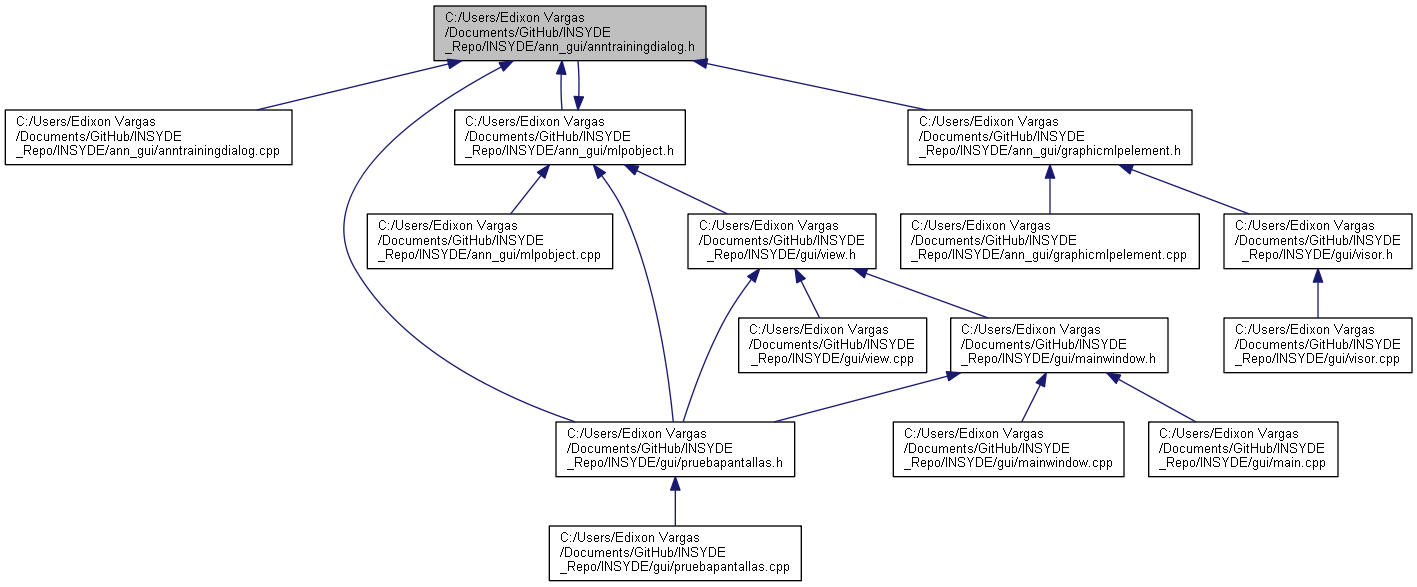 C:/Users/Edixon Vargas
/Documents/GitHub/INSYDE
_Repo/INSYDE/ann_gui/anntrainingdialog.h
C:/Users/Edixon Vargas
/Documents/GitHub/INSYDE
_Repo/INSYDE/ann_gui/anntrainingdialog.cpp
C:/Users/Edixon Vargas
/Documents/GitHub/INSYDE
_Repo/INSYDE/ann_gui/mlpobject.h
C:/Users/Edixon Vargas
/Documents/GitHub/INSYDE
_Repo/INSYDE/ann_gui/graphicmlpelement.h
C:/Users/Edixon Vargas
/Documents/GitHub/INSYDE
_Repo/INSYDE/ann_gui/mlpobject.cpp
C:/Users/Edixon Vargas
/Documents/GitHub/INSYDE
_Repo/INSYDE/gui/view.h
C:/Users/Edixon Vargas
/Documents/GitHub/INSYDE
_Repo/INSYDE/ann_gui/graphicmlpelement.cpp
C:/Users/Edixon Vargas
/Documents/GitHub/INSYDE
_Repo/INSYDE/gui/visor.h
C:/Users/Edixon Vargas
/Documents/GitHub/INSYDE
_Repo/INSYDE/gui/view.cpp
C:/Users/Edixon Vargas
/Documents/GitHub/INSYDE
_Repo/INSYDE/gui/mainwindow.h
C:/Users/Edixon Vargas
/Documents/GitHub/INSYDE
_Repo/INSYDE/gui/visor.cpp
C:/Users/Edixon Vargas
/Documents/GitHub/INSYDE
_Repo/INSYDE/gui/pruebapantallas.h
C:/Users/Edixon Vargas
/Documents/GitHub/INSYDE
_Repo/INSYDE/gui/mainwindow.cpp
C:/Users/Edixon Vargas
/Documents/GitHub/INSYDE
_Repo/INSYDE/gui/main.cpp
C:/Users/Edixon Vargas
/Documents/GitHub/INSYDE
_Repo/INSYDE/gui/pruebapantallas.cpp